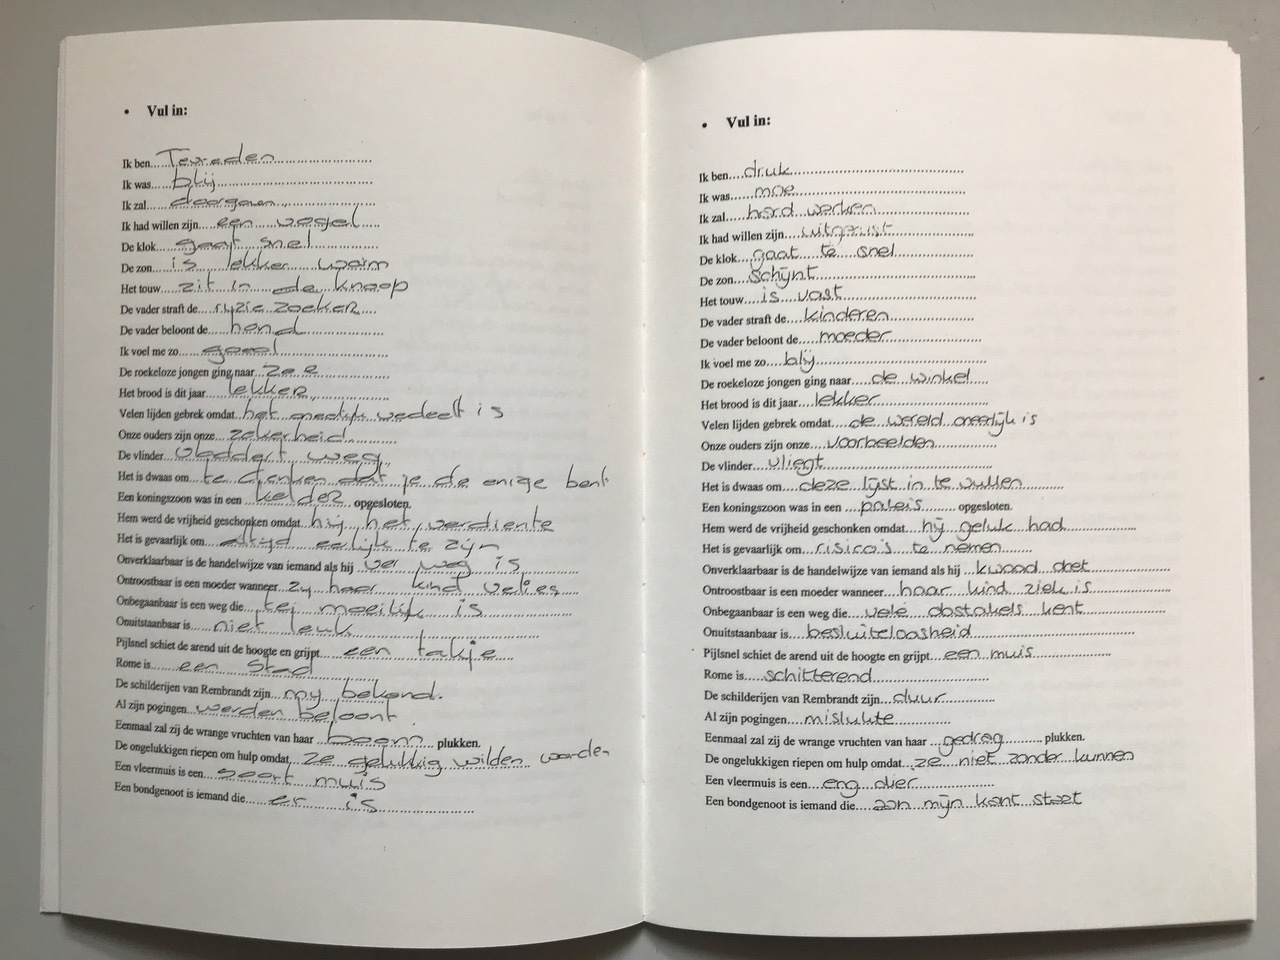 • Vul in:
Ik ben....Tevreden........................
Ik was.....blij........................
Ik zal.....doorgaan........................
Ik had willen zijn....een vogel.....
De klok.....gaat snel................
De zon.....is lekker warm
Het touw....zit in de knoop
De vader straft de....ruzie zoeker....
De vader beloont de.....hond................
Ik voel me zo.....goed........................
De roekeloze jongen ging naar..zee................
Het brood is dit jaar.....lekker................
Velen lijden gebrek omdat..het oneerlijk verdeelt is
Onze ouders zijn onze....zekerheid............
De vlinder....vladdert weg..
Het is dwaas om....te denken dat je de enige bent
Een koningszoon was in een ...kelder... opgesloten.
Hem werd de vrijheid geschonken omdat..hij het verdiente
Het is gevaarlijk om....altijd eerlijk te zijn
Onverklaarbaar is de handelwijze van iemand als hij ..ver weg is..........
Ontroostbaar is een moeder wanneer....zij haar kind velies....
Onbegaanbaar is een weg die....te moeilijk is................
Onuitstaanbaar is.....niet leuk........................
Pijlsnel schiet de arend uit de hoogte en grijpt....een takje....
Rome is.......een stad................
De schilderijen van Rembrandt zijn...mij bekend.
Al zijn pogingen..werden beloont
Eenmaal zal zij de wrange vruchten van haar ...boom... plukken.
De ongelukkigen riepen om hulp omdat..ze gelukkig wilden worden
Een vleermuis is een....soort muis
Een bondgenoot is iemand die.....er is................
• Vul in:
Ik ben....druk........................
Ik was......moe........................
Ik zal.....hard werken................
Ik had willen zijn....uitgerust............
De klok....gaat te snel............
De zon....schijnt........................
Het touw....is vast........................
De vader straft de....kinderen............
De vader beloont de.....moeder............
Ik voel me zo.....blij........................
De roekeloze jongen ging naar.....de winkel.....
Het brood is dit jaar....lekker................
Velen lijden gebrek omdat....de wereld oneerlijk is
Onze ouders zijn onze....voorbeelden........
De vlinder...vliegt........................
Het is dwaas om....deze lijst in te vullen........
Een koningszoon was in een ....paleis........ opgesloten.
Hem werd de vrijheid geschonken omdat....hij geluk had............
Het is gevaarlijk om....risico's te nemen........
Onverklaarbaar is de handelwijze van iemand als hij ...kwaad doet............
Ontroostbaar is een moeder wanneer....haar kind ziek is............
Onbegaanbaar is een weg die....vele obstakels kent............
Onuitstaanbaar is....besluiteloosheid........................
Pijlsnel schiet de arend uit de hoogte en grijpt....een muis............
Rome is.....schitterend................
De schilderijen van Rembrandt zijn...duur............
Al zijn pogingen....mislukte............
Eenmaal zal zij de wrange vruchten van haar ...gedrag......... plukken.
De ongelukkigen riepen om hulp omdat....ze niet zonder kunnen
Een vleermuis is een....eng dier............
Een bondgenoot is iemand die....aan mijn kant staat